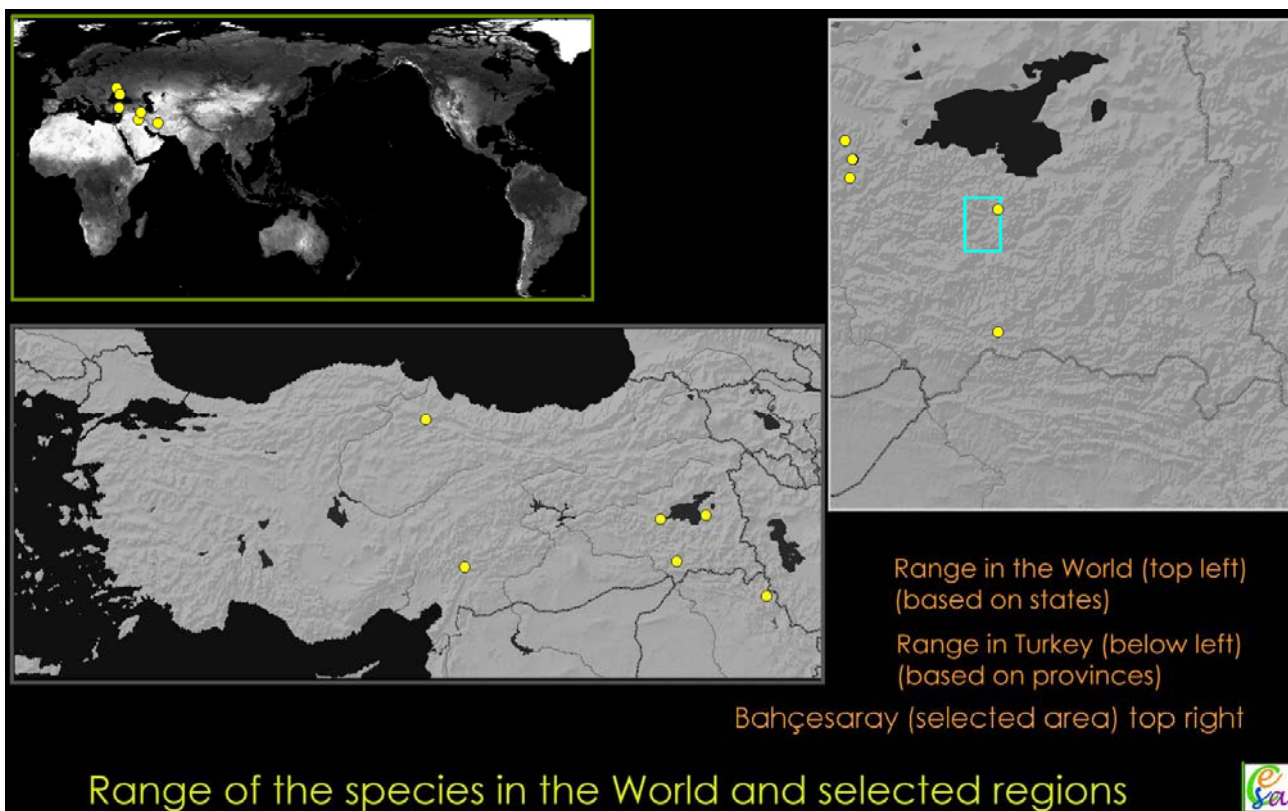 Range in the World (top left)
(based on states)
Range in Turkey (below left)
(based on provinces)
Bahçesaray (selected area) top right
Range of the species in the World and selected regions